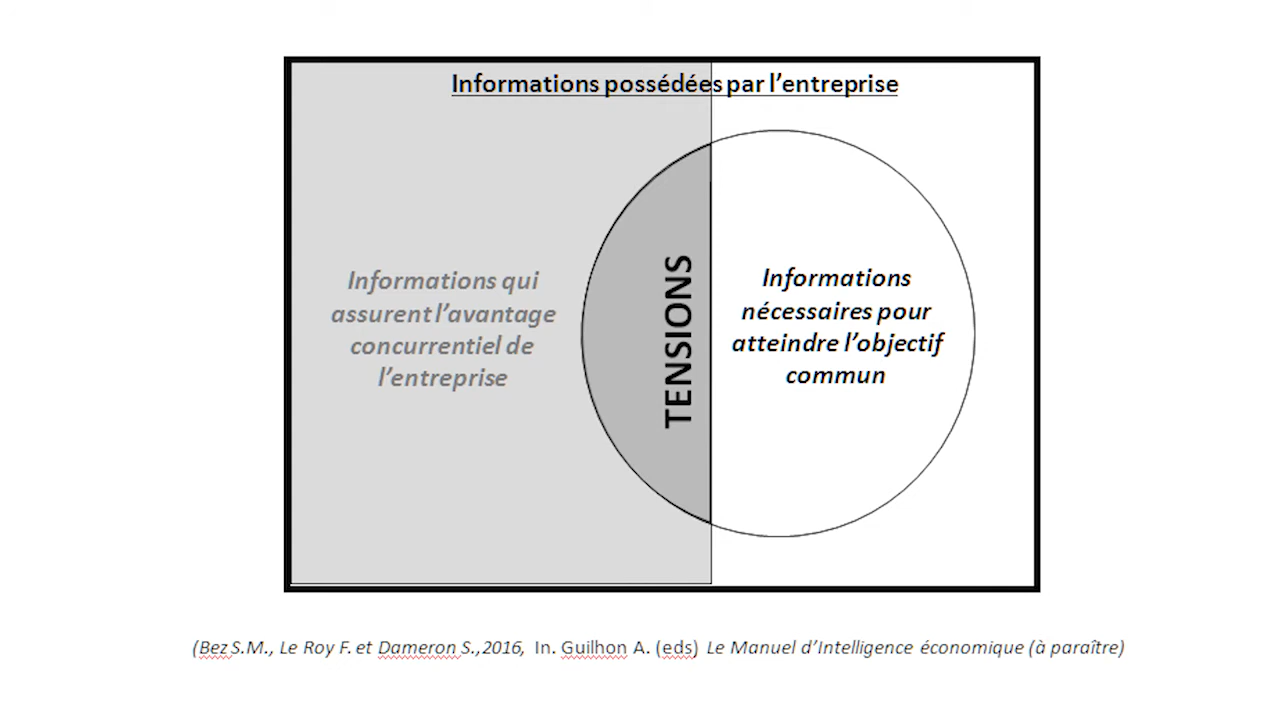 Informations possédées par l’entreprise
Informations qui
assurent l’avantage
concurrentiel de
l’entreprise
TENSIONS
Informations
nécessaires pour
atteindre l’objectif
commun
(Bez S.M., Le Roy F. et Dameron S.,2016, In. Guilhon A. (eds) Le Manuel d’Intelligence économique (à paraître)